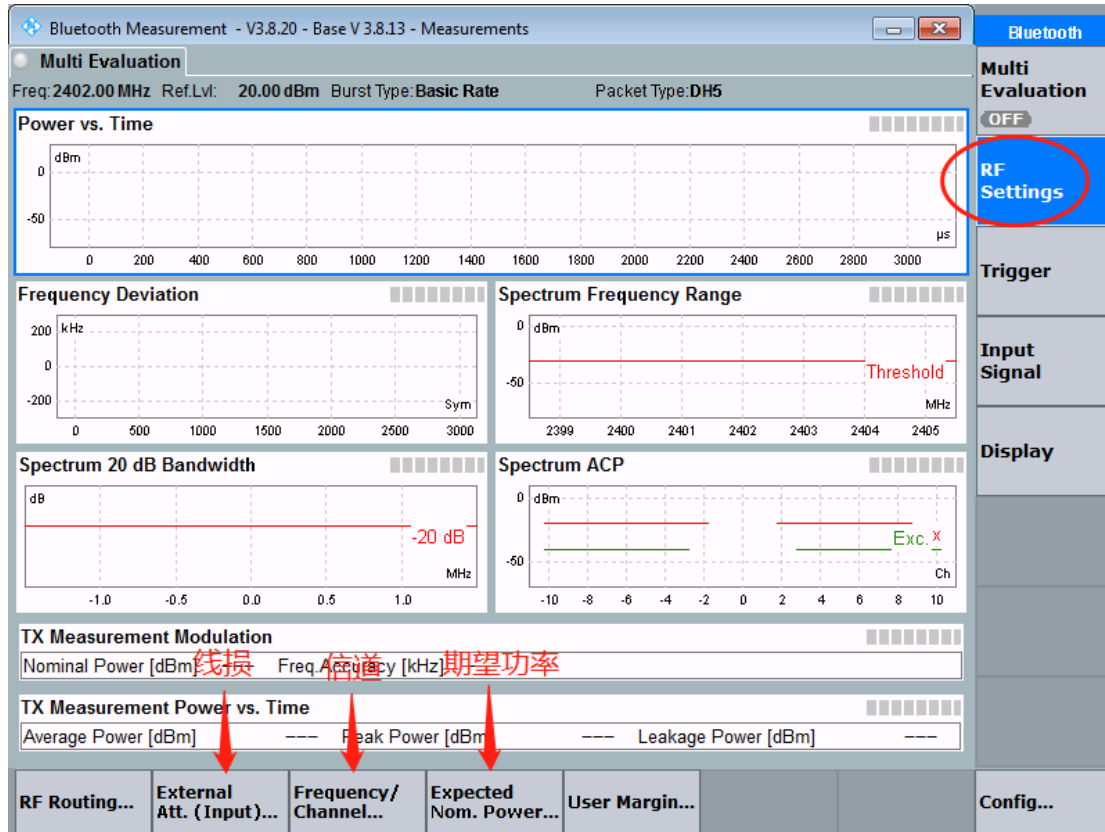 Bluetooth Measurement - V3.8.20 - Base V 3.8.13 - Measurements
Multi Evaluation
Freq:2402.00 MHz Ref.Lvl: 20.00 dBm Burst Type:Basic Rate Packet Type:DH5
Power vs. Time
dBm
0
-50
µs
0 200 400 600 800 1000 1200 1400 1600 1800 2000 2200 2400 2600 2800 3000
Frequency Deviation
200 kHz
0
-200
Sym
0 500 1000 1500 2000 2500 3000
Spectrum Frequency Range
0 dBm
Threshold
-50
MHz
2399 2400 2401 2402 2403 2404 2405
Spectrum 20 dB Bandwidth
dB
-20 dB
MHz
-1.0 -0.5 0.0 0.5 1.0
Spectrum ACP
0 dBm
Exc. x
-50
Ch
-10 -8 -6 -4 -2 0 2 4 6 8 10
TX Measurement Modulation
Nominal Power [dBm] --- Freq.Accuracy [kHz] ---
线损 信道 期望功率
TX Measurement Power vs. Time
Average Power [dBm] --- Peak Power [dBm] --- Leakage Power [dBm] ---
RF Routing...
External
Att. (Input)...
Frequency/
Channel...
Expected
Nom. Power...
User Margin...
Bluetooth
Multi
Evaluation
OFF
RF
Settings
Trigger
Input
Signal
Display
Config...